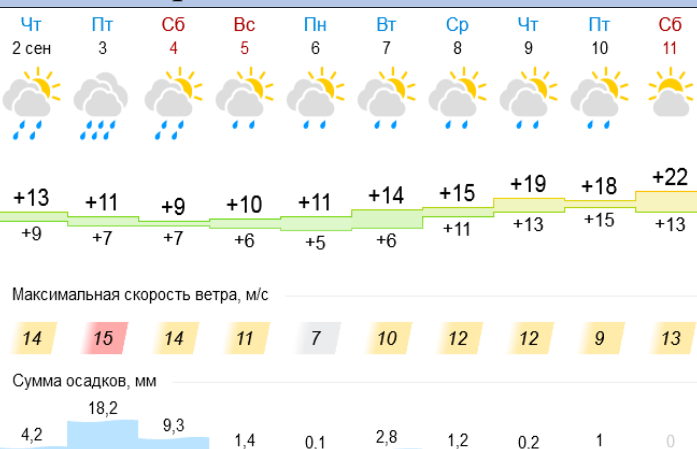 Чт Пт Сб Вс Пн Вт Ср Чт Пт Сб
2 сен 3 4 5 6 7 8 9 10 11
+13 +11 +9 +10 +11 +14 +15 +19 +18 +22
+9 +7 +7 +6 +5 +6 +11 +13 +15 +13
Максимальная скорость ветра, м/с
14 15 14 11 7 10 12 12 9 13
Сумма осадков, мм
4,2 18,2 9,3 1,4 0,1 2,8 1,2 0,2 1 0